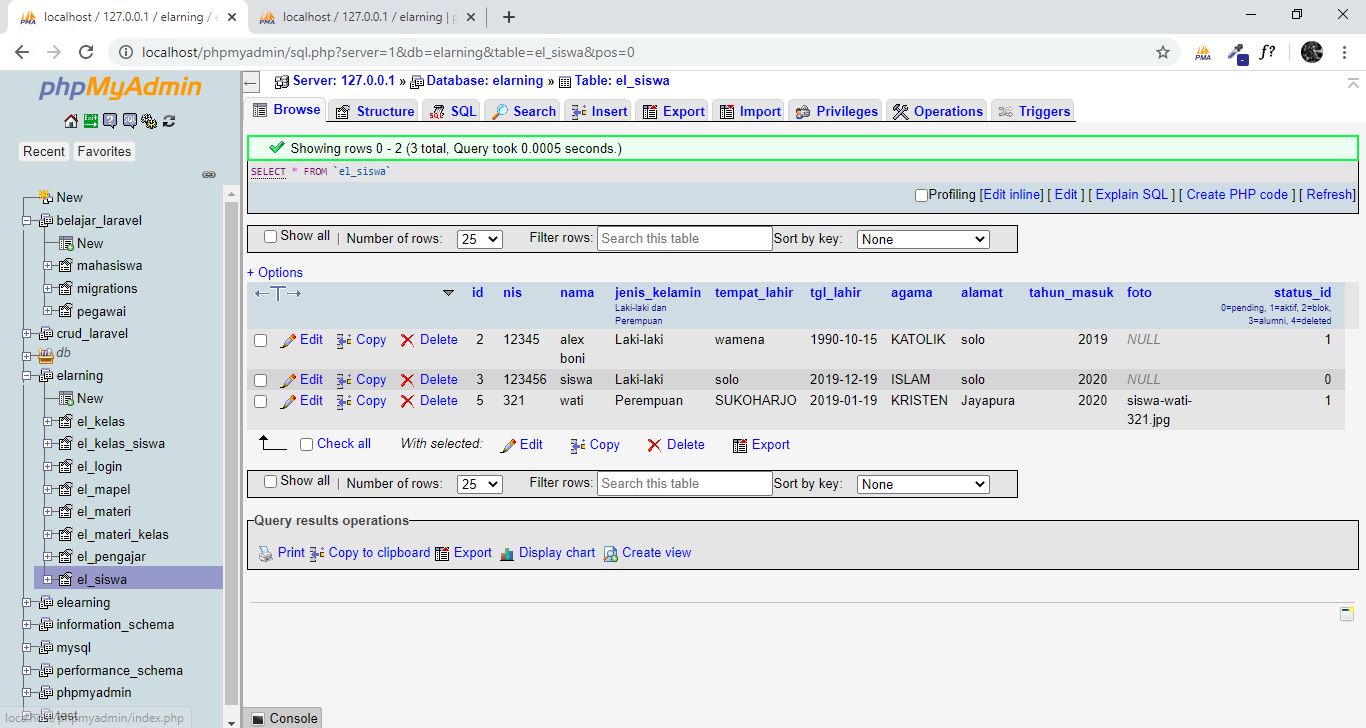 localhost / 127.0.0.1 / elarning / e
localhost / 127.0.0.1 / elarning | p
localhost/phpmyadmin/sql.php?server=1&db=elarning&table=el_siswa&pos=0
PMA
f?
phpMyAdmin
Recent Favorites
New
belajar_laravel
New
mahasiswa
migrations
pegawai
crud_laravel
db
elarning
New
el_kelas
el_kelas_siswa
el_login
el_mapel
el_materi
el_materi_kelas
el_pengajar
el_siswa
elearning
information_schema
mysql
performance_schema
phpmyadmin
test
localhost/phpmyadmin/index.php
Server: 127.0.0.1 » Database: elarning » Table: el_siswa
Browse Structure SQL Search Insert Export Import Privileges Operations Triggers
Showing rows 0 - 2 (3 total, Query took 0.0005 seconds.)
SELECT * FROM `el_siswa`
Profiling [Edit inline] [ Edit ] [ Explain SQL ] [ Create PHP code ] [ Refresh]
Show all | Number of rows: 25 Filter rows: Search this table Sort by key: None
+ Options
←T→ id nis nama jenis_kelamin tempat_lahir tgl_lahir agama alamat tahun_masuk foto status_id
Laki-laki dan 0=pending, 1=aktif, 2=blok,
Perempuan 3=alumni, 4=deleted
Edit Copy Delete 2 12345 alex Laki-laki wamena 1990-10-15 KATOLIK solo 2019 NULL 1
boni
Edit Copy Delete 3 123456 siswa Laki-laki solo 2019-12-19 ISLAM solo 2020 NULL 0
Edit Copy Delete 5 321 wati Perempuan SUKOHARJO 2019-01-19 KRISTEN Jayapura 2020 siswa-wati- 1
321.jpg
Check all With selected: Edit Copy Delete Export
Show all | Number of rows: 25 Filter rows: Search this table Sort by key: None
Query results operations
Print Copy to clipboard Export Display chart Create view
Console